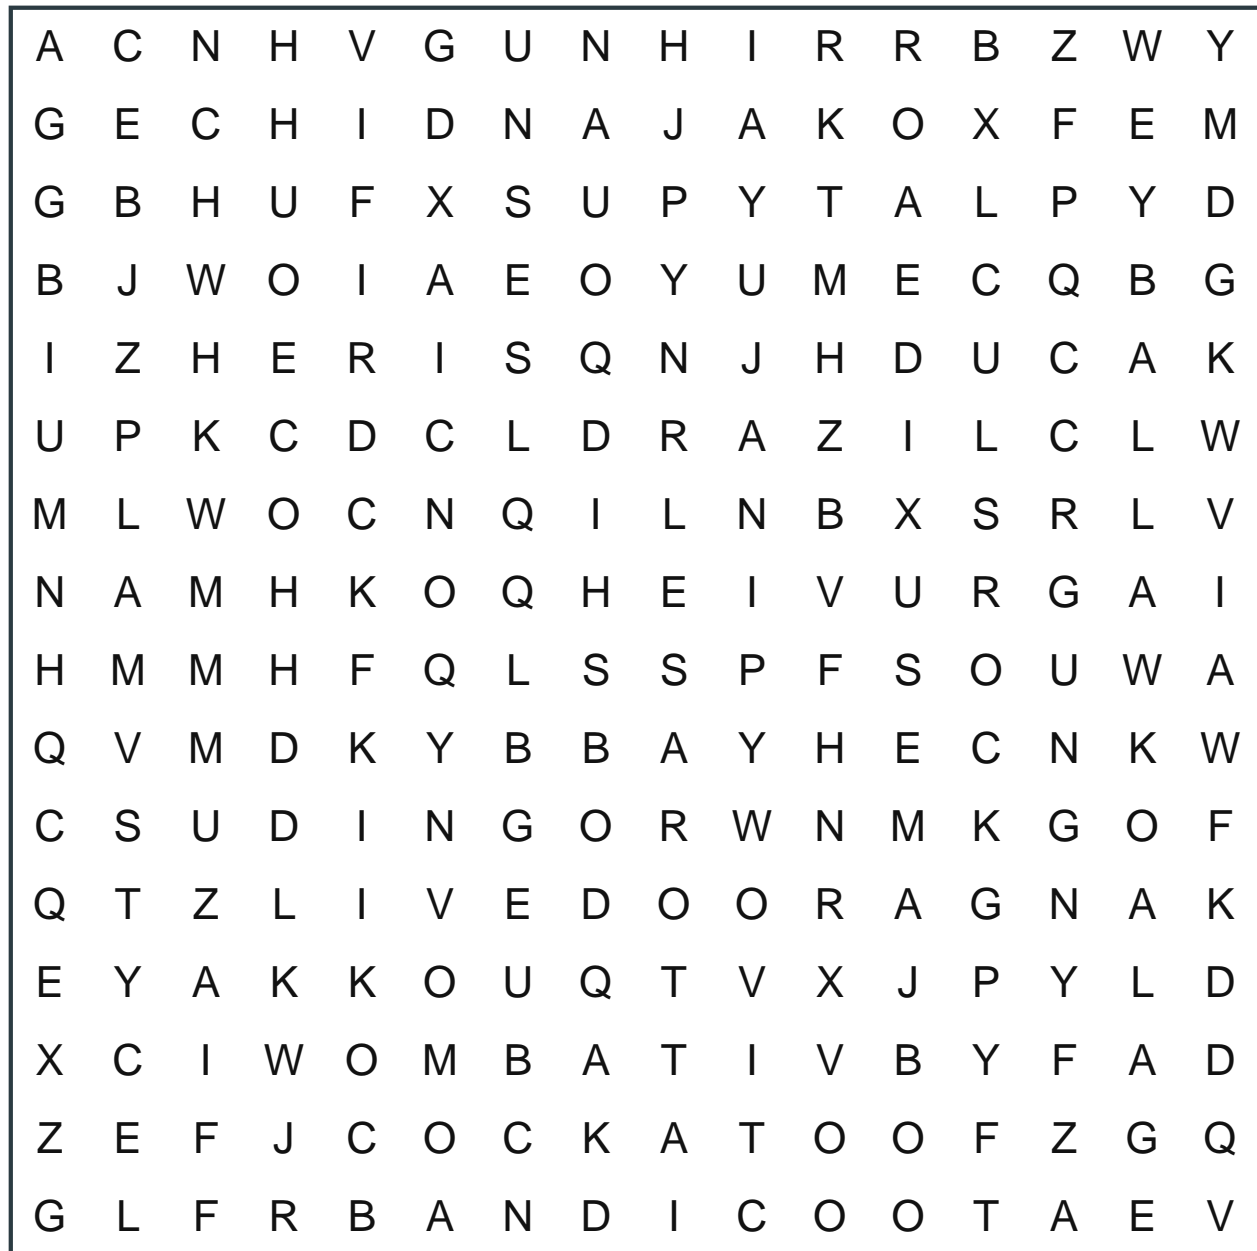 A C N H V G U N H I R R B Z W Y
G E C H I D N A J A K O X F E M
G B H U F X S U P Y T A L P Y D
B J W O I A E O Y U M E C Q B G
I Z H E R I S Q N J H D U C A K
U P K C D C L D R A Z I L C L W
M L W O C N Q I L N B X S R L V
N A M H K O Q H E I V U R G A I
H M M H F Q L S S P F S O U W A
Q V M D K Y B B A Y H E C N K W
C S U D I N G O R W N M K G O F
Q T Z L I V E D O O R A G N A K
E Y A K K O U Q T V X J P Y L D
X C I W O M B A T I V B Y F A D
Z E F J C O C K A T O O F Z G Q
G L F R B A N D I C O O T A E V